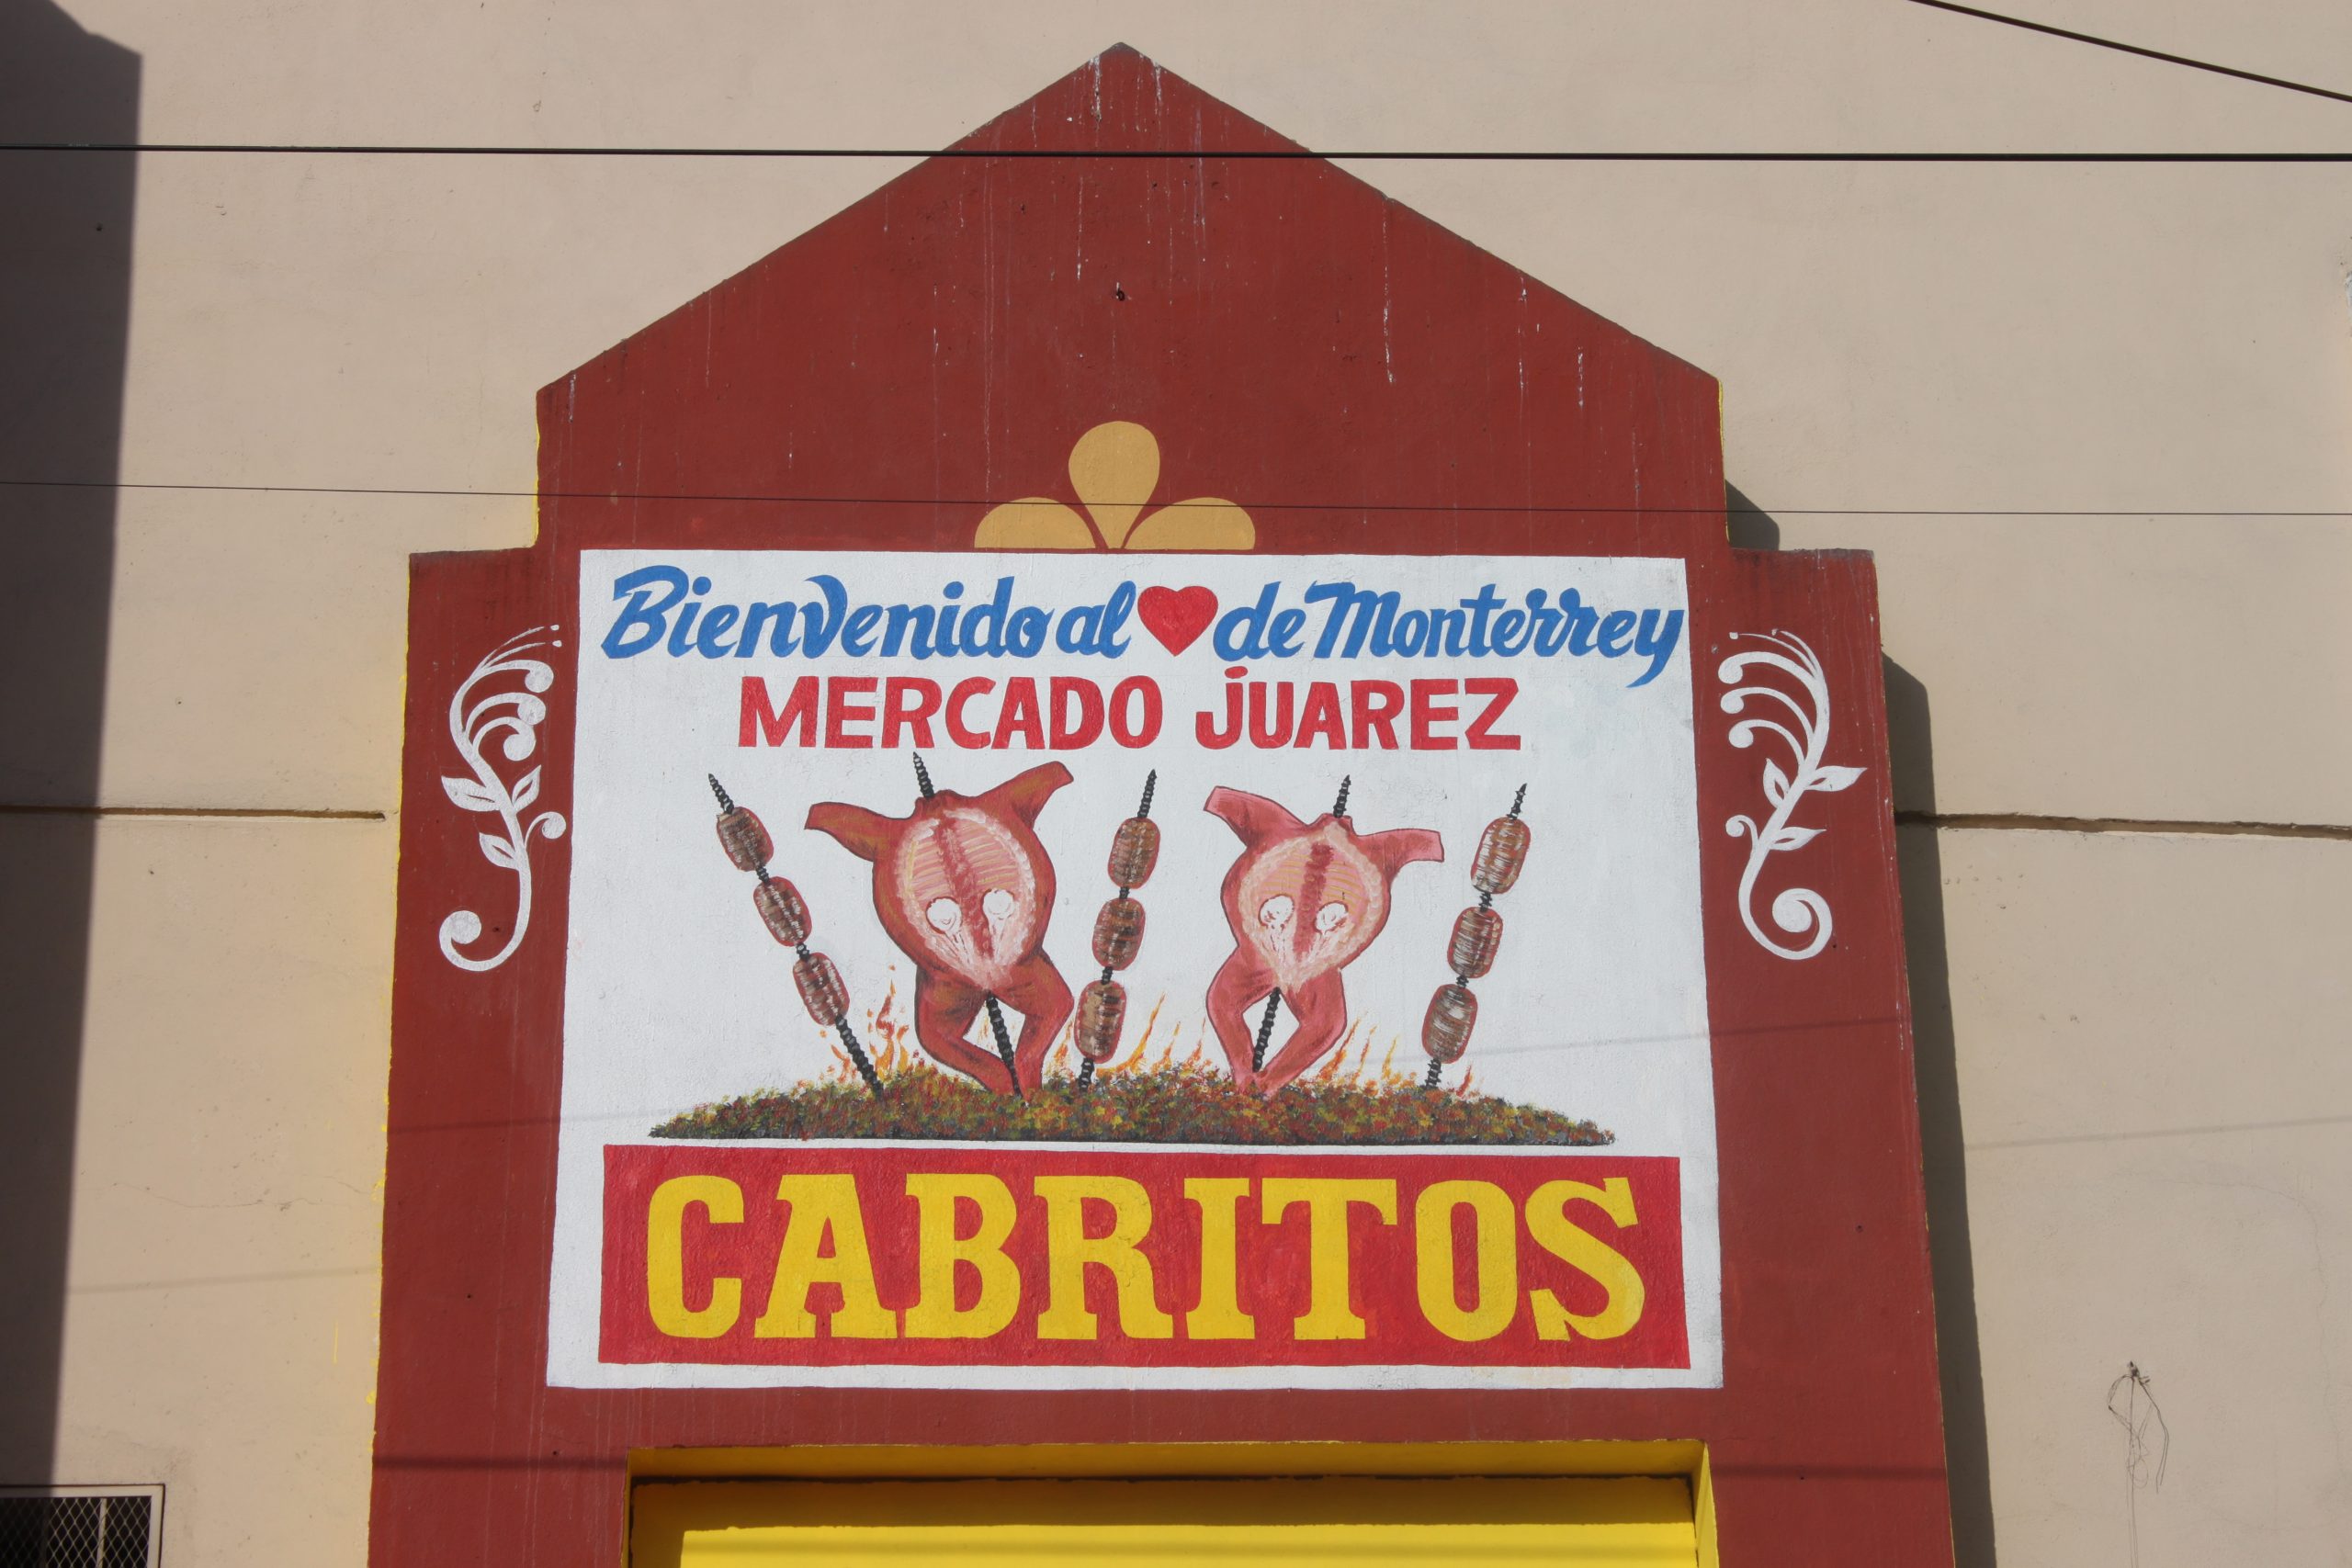 Bienvenido al ♥ de Monterrey
MERCADO JUAREZ
CABRITOS